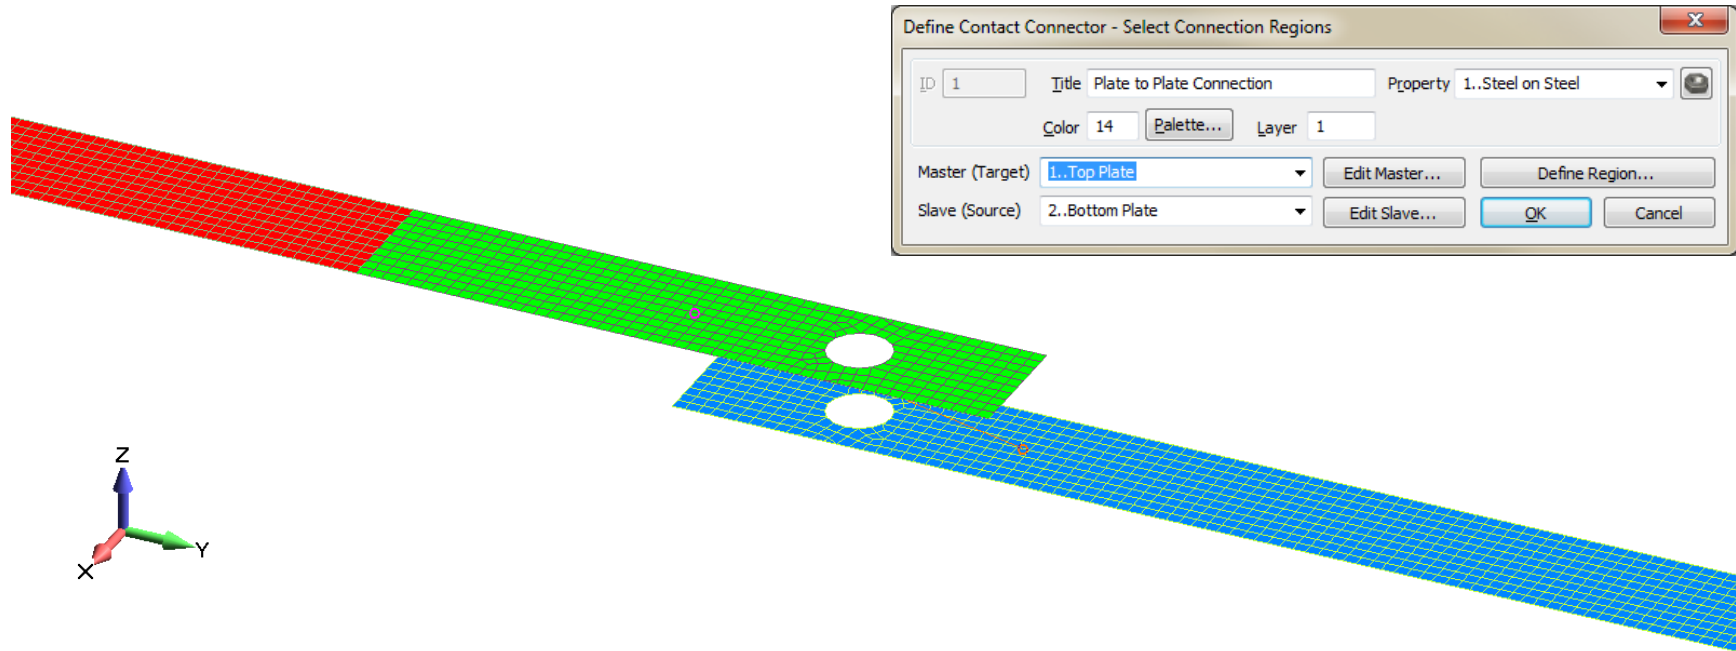 Define Contact Connector - Select Connection Regions
ID 1 Title Plate to Plate Connection Property 1..Steel on Steel
Color 14 Palette... Layer 1
Master (Target) 1..Top Plate Edit Master... Define Region...
Slave (Source) 2..Bottom Plate Edit Slave... OK Cancel
Z
Y
X